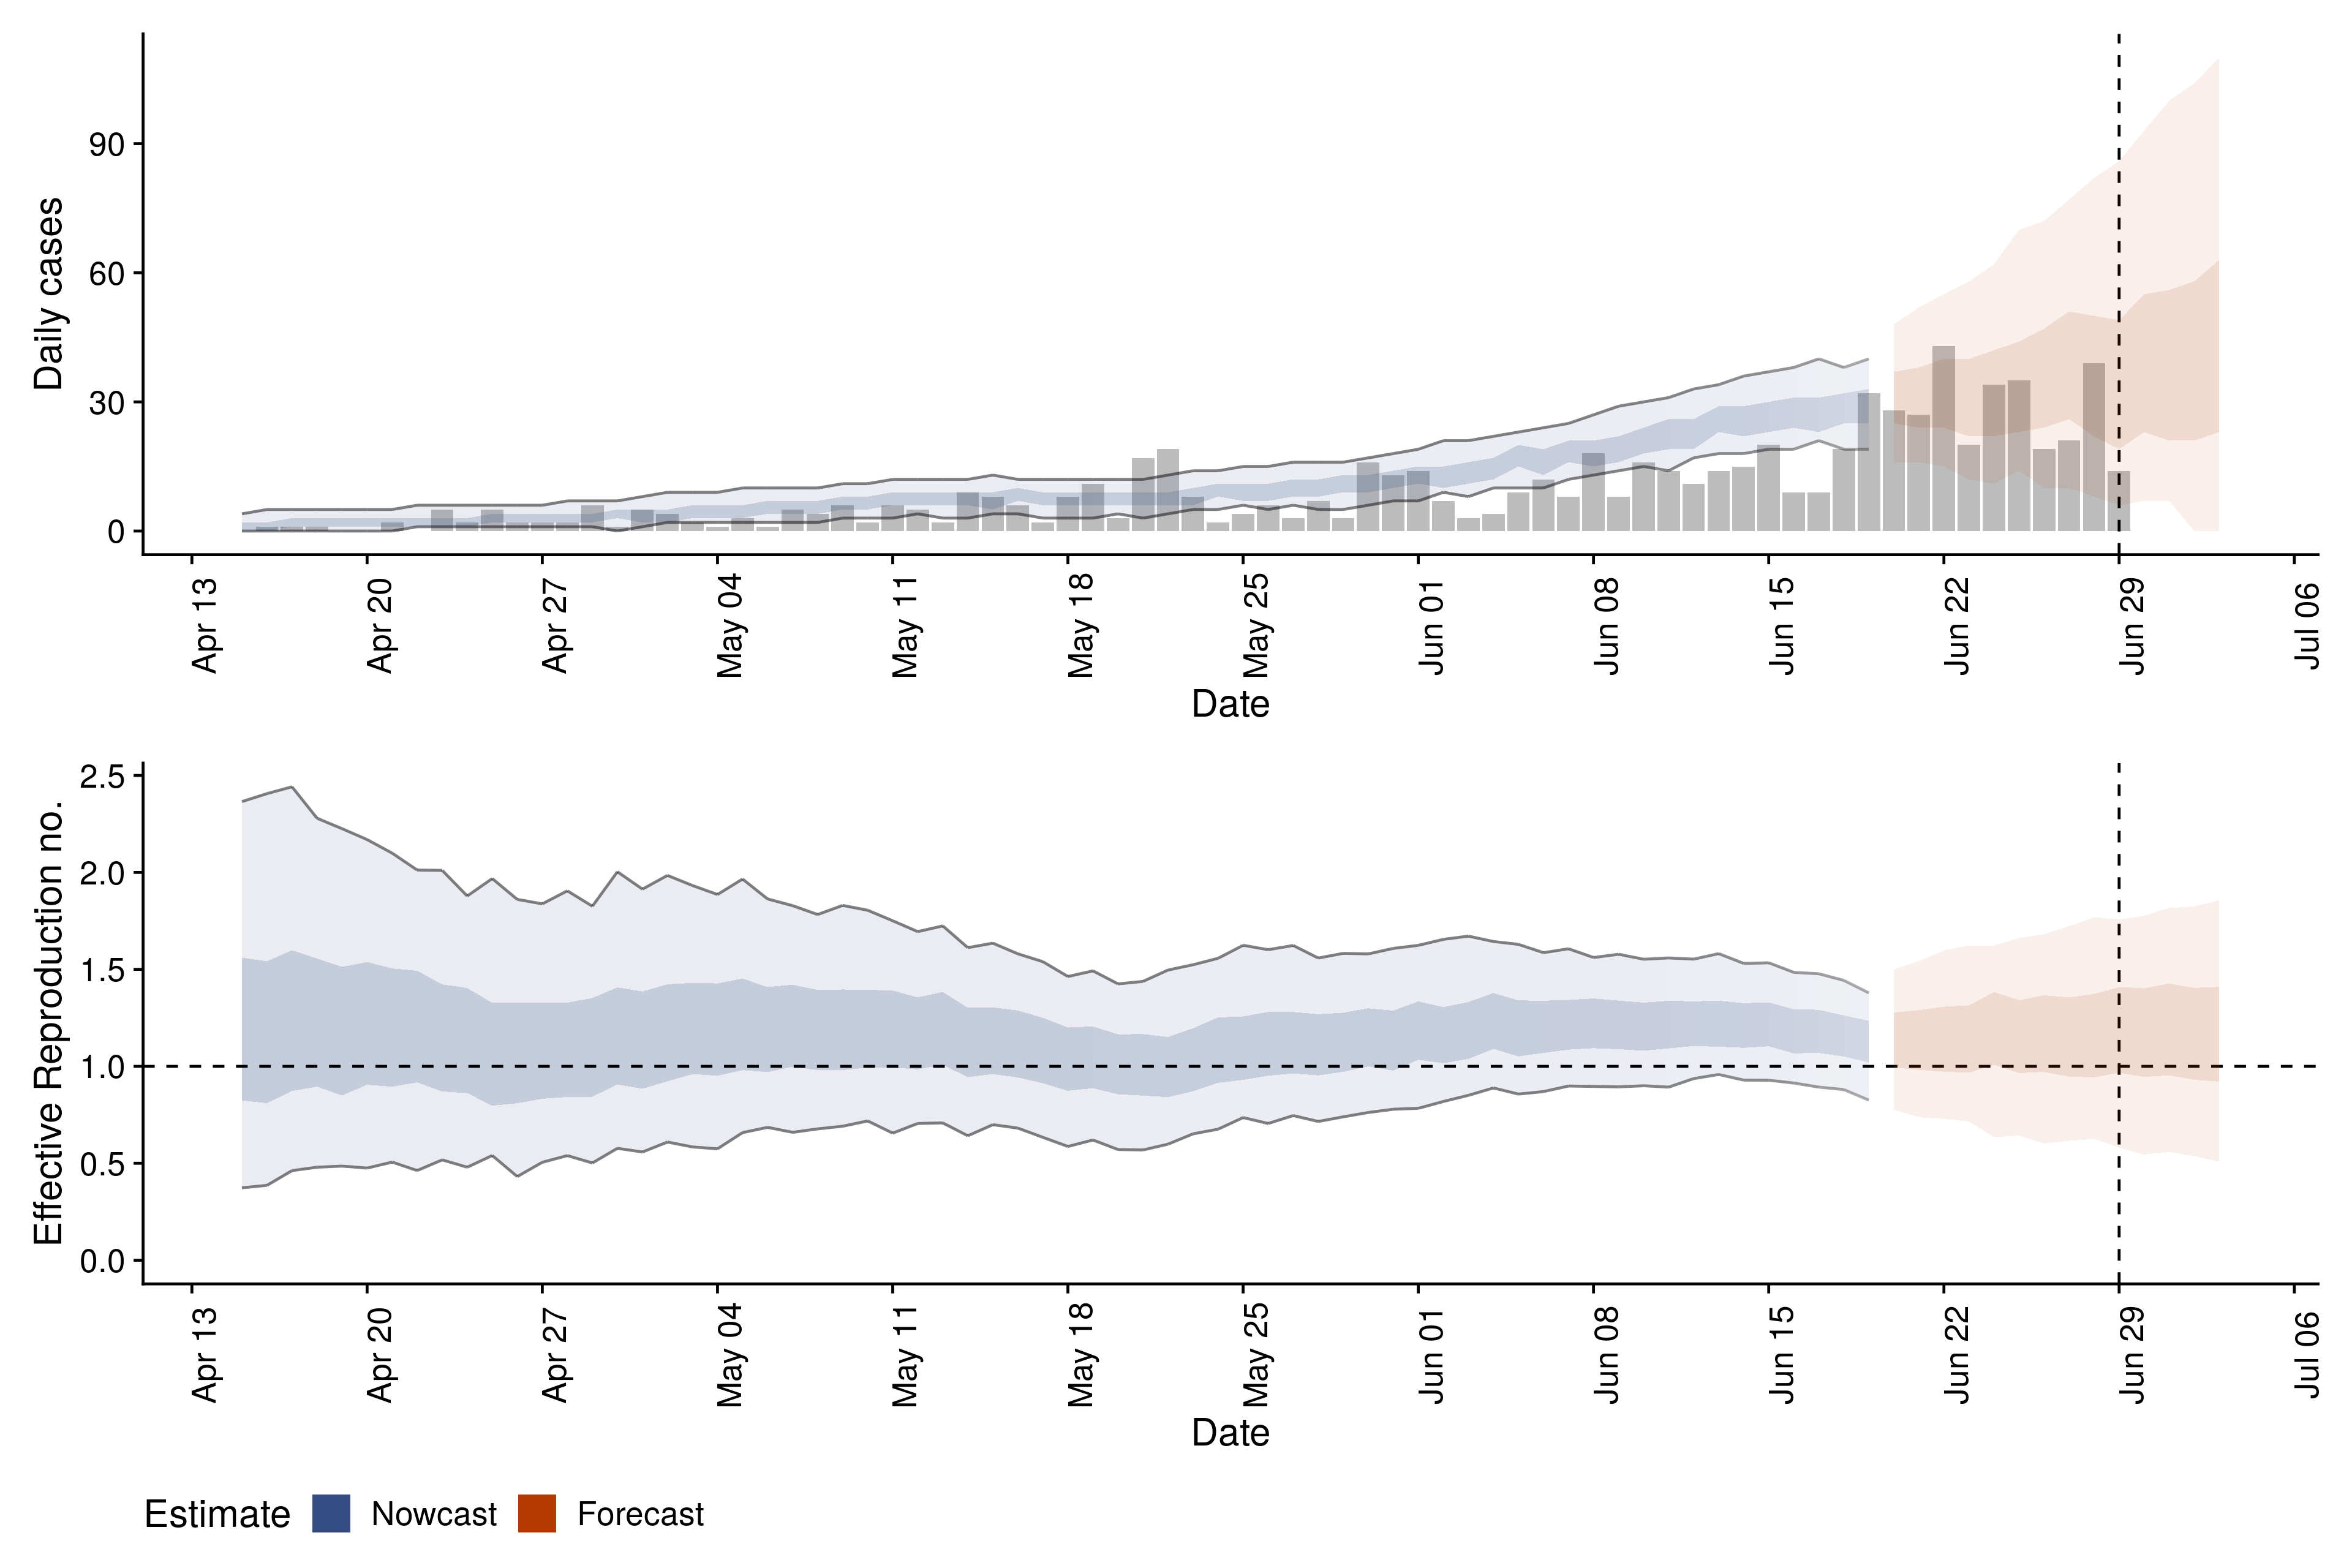 Daily cases
90
60
30
0
Apr 13
Apr 20
Apr 27
May 04
May 11
May 18
May 25
Jun 01
Jun 08
Jun 15
Jun 22
Jun 29
Jul 06
Date
Effective Reproduction no.
2.5
2.0
1.5
1.0
0.5
0.0
Apr 13
Apr 20
Apr 27
May 04
May 11
May 18
May 25
Jun 01
Jun 08
Jun 15
Jun 22
Jun 29
Jul 06
Date
Estimate Nowcast Forecast